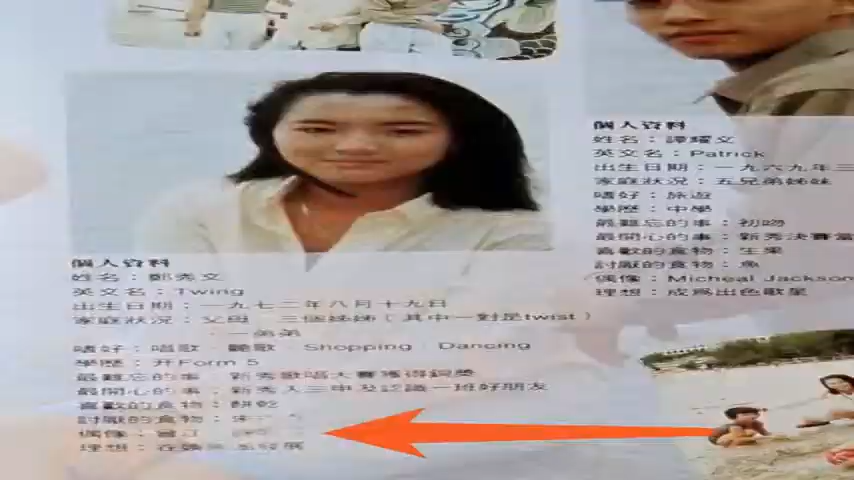 個人資料
姓名：鄭秀文
英文名：Twing
出生日期：一九七二年八月十九日
家庭狀況：父母、三個妹姊（其中一對是twist）
一弟弟
嗜好：唱歌、聽歌、Shopping、Dancing
學歷：升Form 5
最難忘的事：新秀歌唱大賽獲得銅獎
最開心的事：新秀入三甲及認識一班好朋友
喜歡的食物：餅乾
討厭的食物：
偶像：
理想：在 發展
個人資料
姓名：譚耀文
英文名：Patrick
出生日期：一九六九年三
家庭狀況：五兄弟姊妹
嗜好：旅遊
學歷：中學
最難忘的事：初吻
最開心的事：新秀決賽當
喜歡的食物：生果
討厭的食物：魚
偶像：Micheal Jackson
理想：成為出色歌星